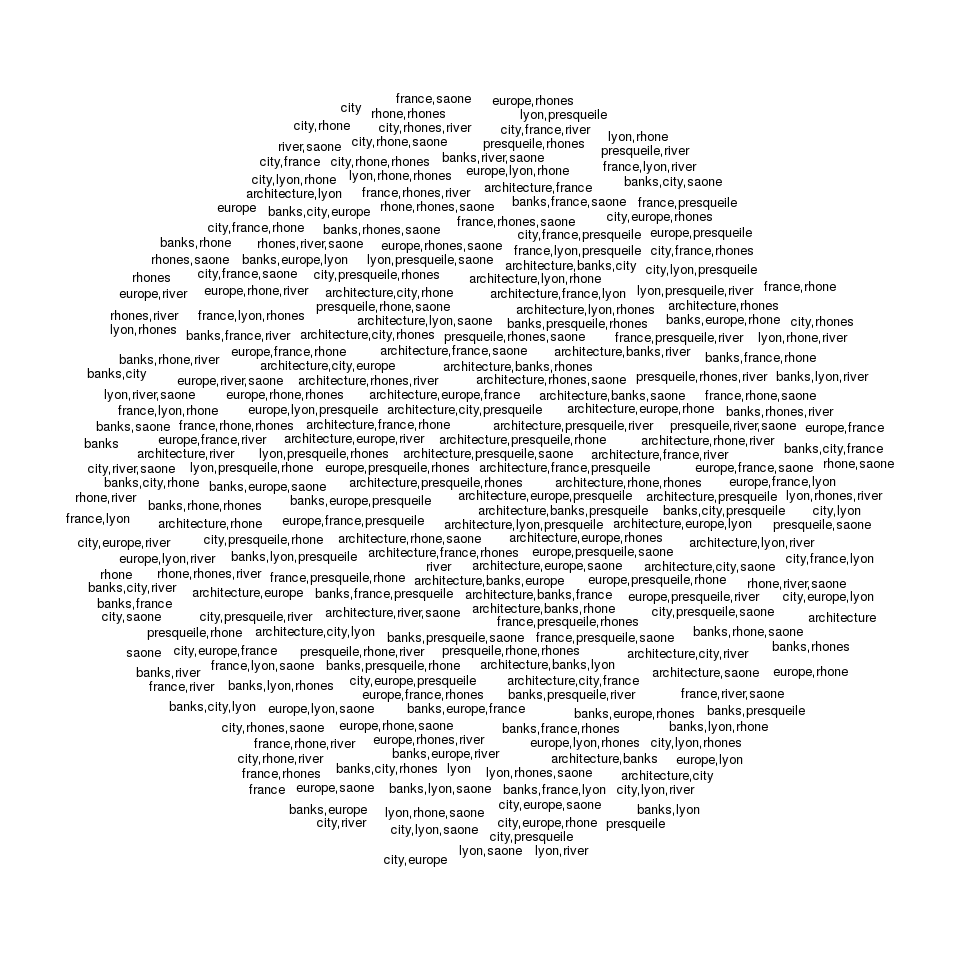 france,saone
europe,rhones
city
rhone,rhones
lyon,presqueile
city,rhone
city,rhones,river
city,france,river
lyon,rhone
river,saone
city,rhone,saone
presqueile,rhones
presqueile,river
city,france
city,rhone,rhones
banks,river,saone
france,lyon,river
city,lyon,rhone
lyon,rhone,rhones
europe,lyon,rhone
banks,city,saone
architecture,lyon
france,rhones,river
architecture,france
europe
banks,city,europe
rhone,rhones,saone
banks,france,saone
france,presqueile
city,france,rhone
banks,rhones,saone
france,rhones,saone
city,europe,rhones
banks,rhone
rhones,river,saone
europe,rhones,saone
city,france,presqueile
europe,presqueile
rhones,saone
banks,europe,lyon
lyon,presqueile,saone
france,lyon,presqueile
city,france,rhones
rhones
city,france,saone
city,presqueile,rhones
architecture,banks,city
city,lyon,presqueile
europe,river
europe,rhone,river
architecture,city,rhone
architecture,lyon,rhone
architecture,france,lyon
lyon,presqueile,river
france,rhone
rhones,river
france,lyon,rhones
presqueile,rhone,saone
architecture,lyon,rhones
architecture,rhones
lyon,rhones
banks,france,river
architecture,lyon,saone
banks,presqueile,rhones
banks,europe,rhone
city,rhones
architecture,city,rhones
presqueile,rhones,saone
france,presqueile,river
lyon,rhone,river
banks,rhone,river
europe,france,rhone
architecture,france,saone
architecture,banks,river
banks,france,rhone
banks,city
architecture,city,europe
architecture,banks,rhones
europe,river,saone
architecture,rhones,river
architecture,rhones,saone
presqueile,rhones,river
banks,lyon,river
lyon,river,saone
europe,rhone,rhones
architecture,europe,france
architecture,banks,saone
france,rhone,saone
france,lyon,rhone
europe,lyon,presqueile
architecture,city,presqueile
architecture,europe,rhone
banks,rhones,river
banks,saone
france,rhone,rhones
architecture,france,rhone
architecture,presqueile,river
presqueile,river,saone
europe,france
banks
europe,france,river
architecture,europe,river
architecture,presqueile,rhone
architecture,rhone,river
banks,city,france
architecture,river
lyon,presqueile,rhones
architecture,presqueile,saone
architecture,france,river
city,river,saone
lyon,presqueile,rhone
europe,presqueile,rhones
architecture,france,presqueile
europe,france,saone
rhone,saone
banks,city,rhone
banks,europe,saone
architecture,presqueile,rhones
architecture,rhone,rhones
europe,france,lyon
rhone,river
banks,rhone,rhones
banks,europe,presqueile
architecture,europe,presqueile
architecture,presqueile
lyon,rhones,river
france,lyon
architecture,rhone
europe,france,presqueile
architecture,banks,presqueile
banks,city,presqueile
city,lyon
architecture,lyon,presqueile
architecture,europe,lyon
presqueile,saone
city,europe,river
city,presqueile,rhone
architecture,rhone,saone
architecture,europe,rhones
architecture,lyon,river
europe,lyon,river
banks,lyon,presqueile
architecture,france,rhones
europe,presqueile,saone
city,france,lyon
rhone
rhone,rhones,river
france,presqueile,rhone
river
architecture,europe,saone
architecture,city,saone
banks,city,river
architecture,europe
banks,france,presqueile
architecture,banks,europe
europe,presqueile,rhone
rhone,river,saone
banks,france
architecture,banks,france
europe,presqueile,river
city,europe,lyon
city,saone
city,presqueile,river
architecture,river,saone
architecture,banks,rhone
city,presqueile,saone
architecture
presqueile,rhone
architecture,city,lyon
france,presqueile,rhones
banks,presqueile,saone
france,presqueile,saone
banks,rhone,saone
saone
city,europe,france
presqueile,rhone,river
presqueile,rhone,rhones
architecture,city,river
banks,rhones
banks,river
france,lyon,saone
banks,presqueile,rhone
architecture,banks,lyon
architecture,saone
europe,rhone
france,river
banks,lyon,rhones
city,europe,presqueile
architecture,city,france
europe,france,rhones
banks,presqueile,river
france,river,saone
banks,city,lyon
europe,lyon,saone
banks,europe,france
banks,europe,rhones
banks,presqueile
city,rhones,saone
europe,rhone,saone
banks,france,rhones
banks,lyon,rhone
france,rhone,river
europe,rhones,river
europe,lyon,rhones
city,lyon,rhones
city,rhone,river
banks,europe,river
architecture,banks
europe,lyon
france,rhones
banks,city,rhones
lyon
lyon,rhones,saone
architecture,city
france
europe,saone
banks,lyon,saone
banks,france,lyon
city,lyon,river
banks,europe
lyon,rhone,saone
city,europe,saone
banks,lyon
city,river
city,lyon,saone
city,europe,rhone
presqueile
city,presqueile
city,europe
lyon,saone
lyon,river